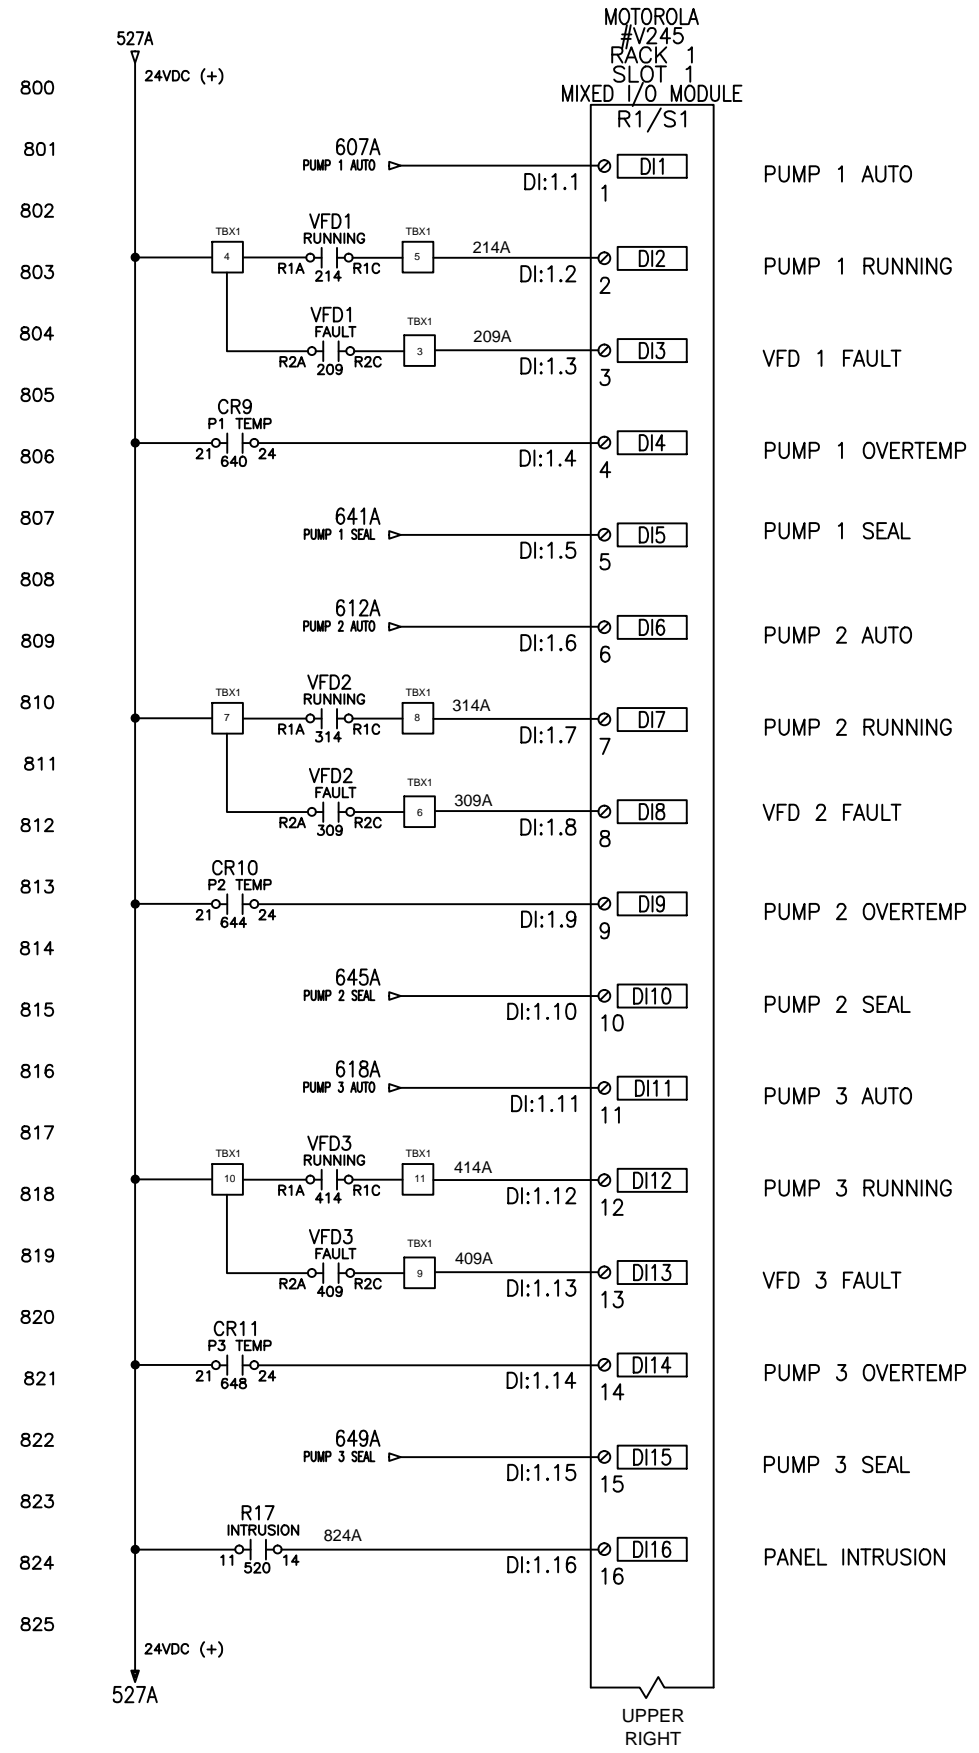 MOTOROLA
#V245
RACK 1
SLOT 1
MIXED I/O MODULE
R1/S1
527A
24VDC (+)
800
801
607A
PUMP 1 AUTO
DI:1.1
1
DI1
PUMP 1 AUTO
802
TBX1
4
VFD1
RUNNING
R1A
214
R1C
TBX1
5
214A
803
DI:1.2
2
DI2
PUMP 1 RUNNING
804
VFD1
FAULT
R2A
209
R2C
TBX1
3
209A
DI:1.3
3
DI3
VFD 1 FAULT
805
CR9
P1 TEMP
21
640
24
806
DI:1.4
4
DI4
PUMP 1 OVERTEMP
807
641A
PUMP 1 SEAL
DI:1.5
5
DI5
PUMP 1 SEAL
808
612A
PUMP 2 AUTO
809
DI:1.6
6
DI6
PUMP 2 AUTO
810
TBX1
7
VFD2
RUNNING
R1A
314
R1C
TBX1
8
314A
DI:1.7
7
DI7
PUMP 2 RUNNING
811
VFD2
FAULT
R2A
309
R2C
TBX1
6
309A
812
DI:1.8
8
DI8
VFD 2 FAULT
813
CR10
P2 TEMP
21
644
24
DI:1.9
9
DI9
PUMP 2 OVERTEMP
814
645A
PUMP 2 SEAL
815
DI:1.10
10
DI10
PUMP 2 SEAL
816
618A
PUMP 3 AUTO
DI:1.11
11
DI11
PUMP 3 AUTO
817
TBX1
10
VFD3
RUNNING
R1A
414
R1C
TBX1
11
414A
818
DI:1.12
12
DI12
PUMP 3 RUNNING
819
VFD3
FAULT
R2A
409
R2C
TBX1
9
409A
DI:1.13
13
DI13
VFD 3 FAULT
820
CR11
P3 TEMP
21
648
24
821
DI:1.14
14
DI14
PUMP 3 OVERTEMP
822
649A
PUMP 3 SEAL
DI:1.15
15
DI15
PUMP 3 SEAL
823
R17
INTRUSION
11
520
14
824A
824
DI:1.16
16
DI16
PANEL INTRUSION
825
24VDC (+)
527A
UPPER
RIGHT